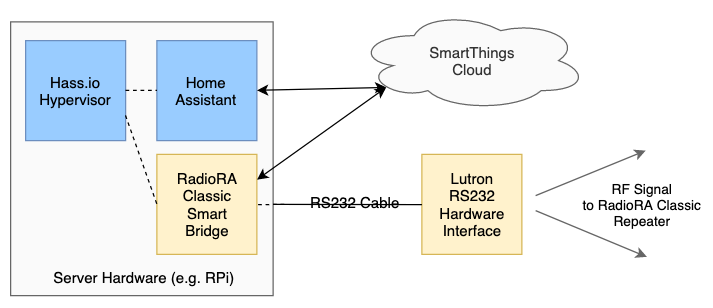 Hass.io
Hypervisor
Home
Assistant
SmartThings
Cloud
RadioRA
Classic
Smart
Bridge
RS232 Cable
Lutron
RS232
Hardware
Interface
RF Signal
to RadioRA Classic
Repeater
Server Hardware (e.g. RPi)